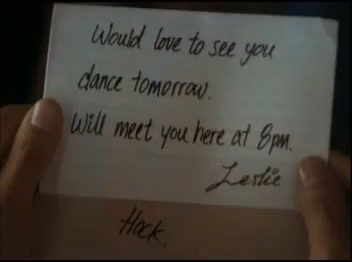 Would love to see you
dance tomorrow.
Will meet you here at 8pm.
Leslie
Hock.